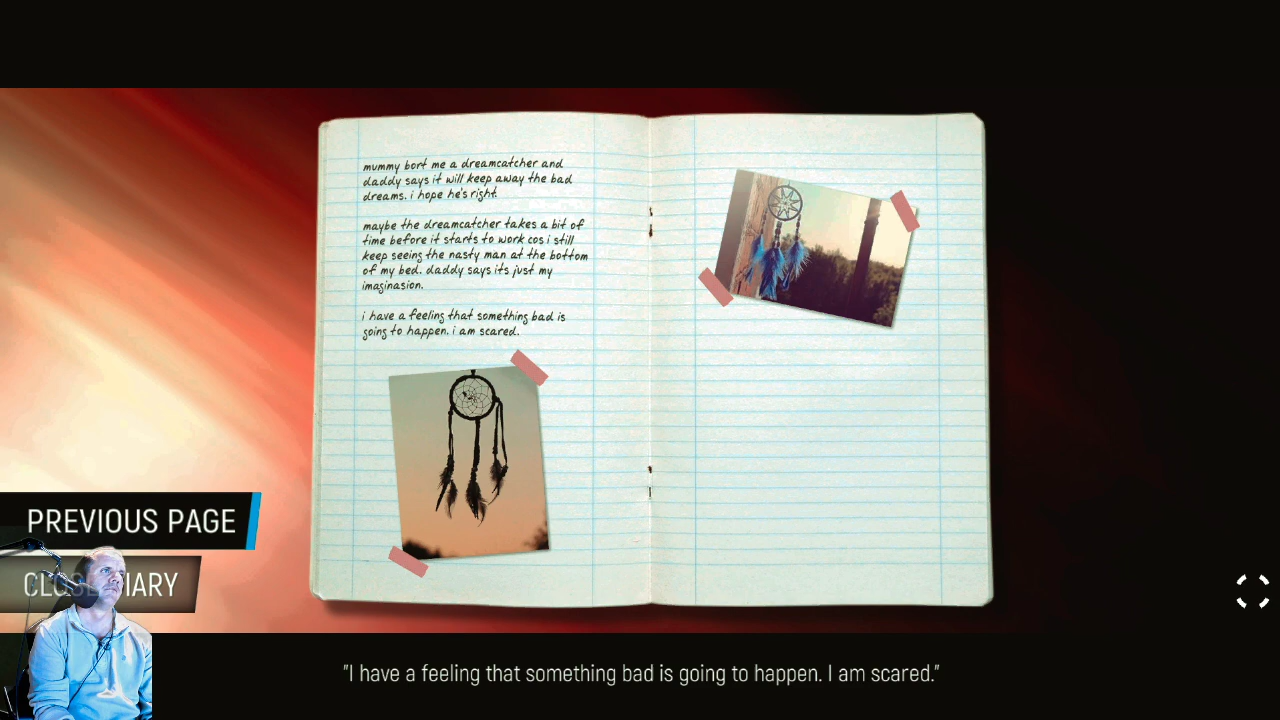 mummy bort me a dreamcatcher and
daddy says it will keep away the bad
dreams. i hope he's right.
maybe the dreamcatcher takes a bit of
time before it starts to work cos i still
keep seeing the nasty man at the bottom
of my bed. daddy says its just my
imaginasion.
i have a feeling that something bad is
going to happen. i am scared.
PREVIOUS PAGE
CLOSE DIARY
"I have a feeling that something bad is going to happen. I am scared."